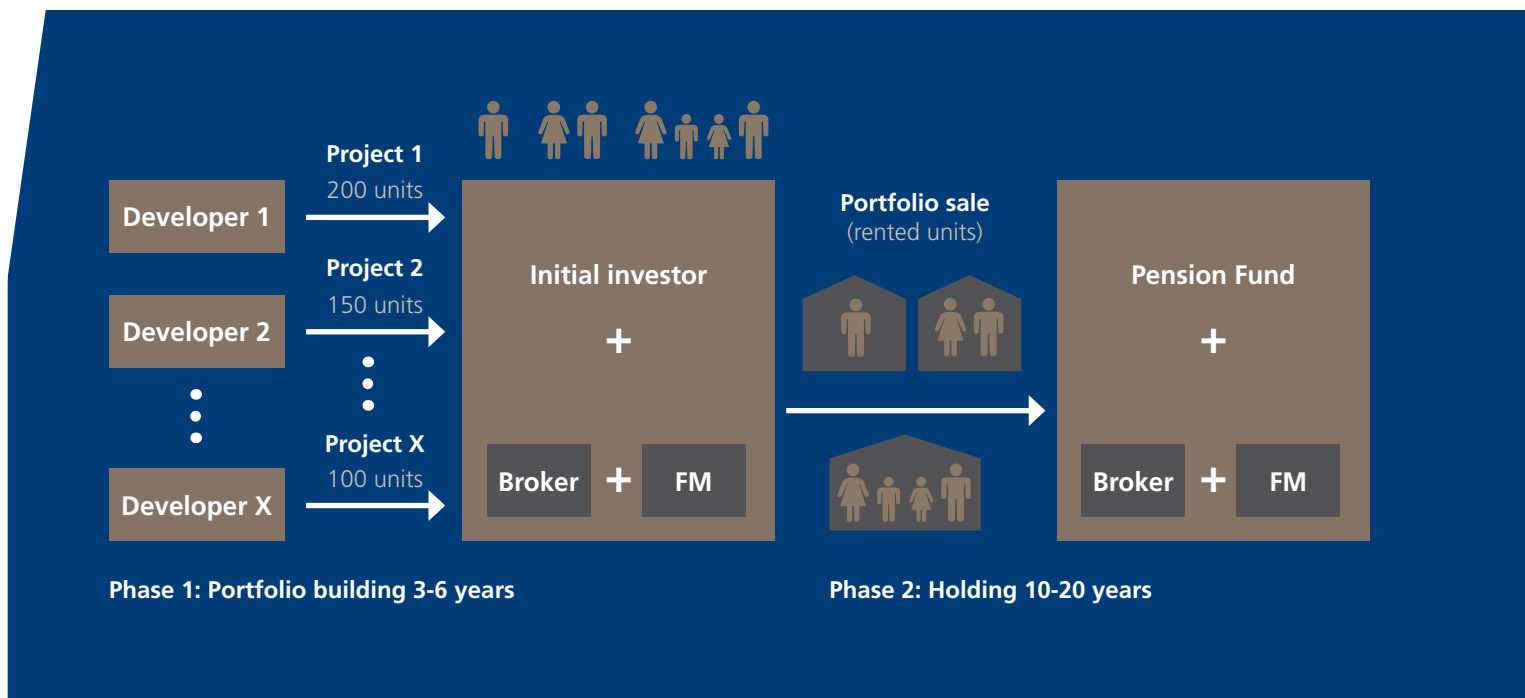 Project 1
200 units
Developer 1
Project 2
150 units
Developer 2
Project X
100 units
Developer X
Initial investor
+
Broker + FM
Portfolio sale
(rented units)
Pension Fund
+
Broker + FM
Phase 1: Portfolio building 3-6 years
Phase 2: Holding 10-20 years